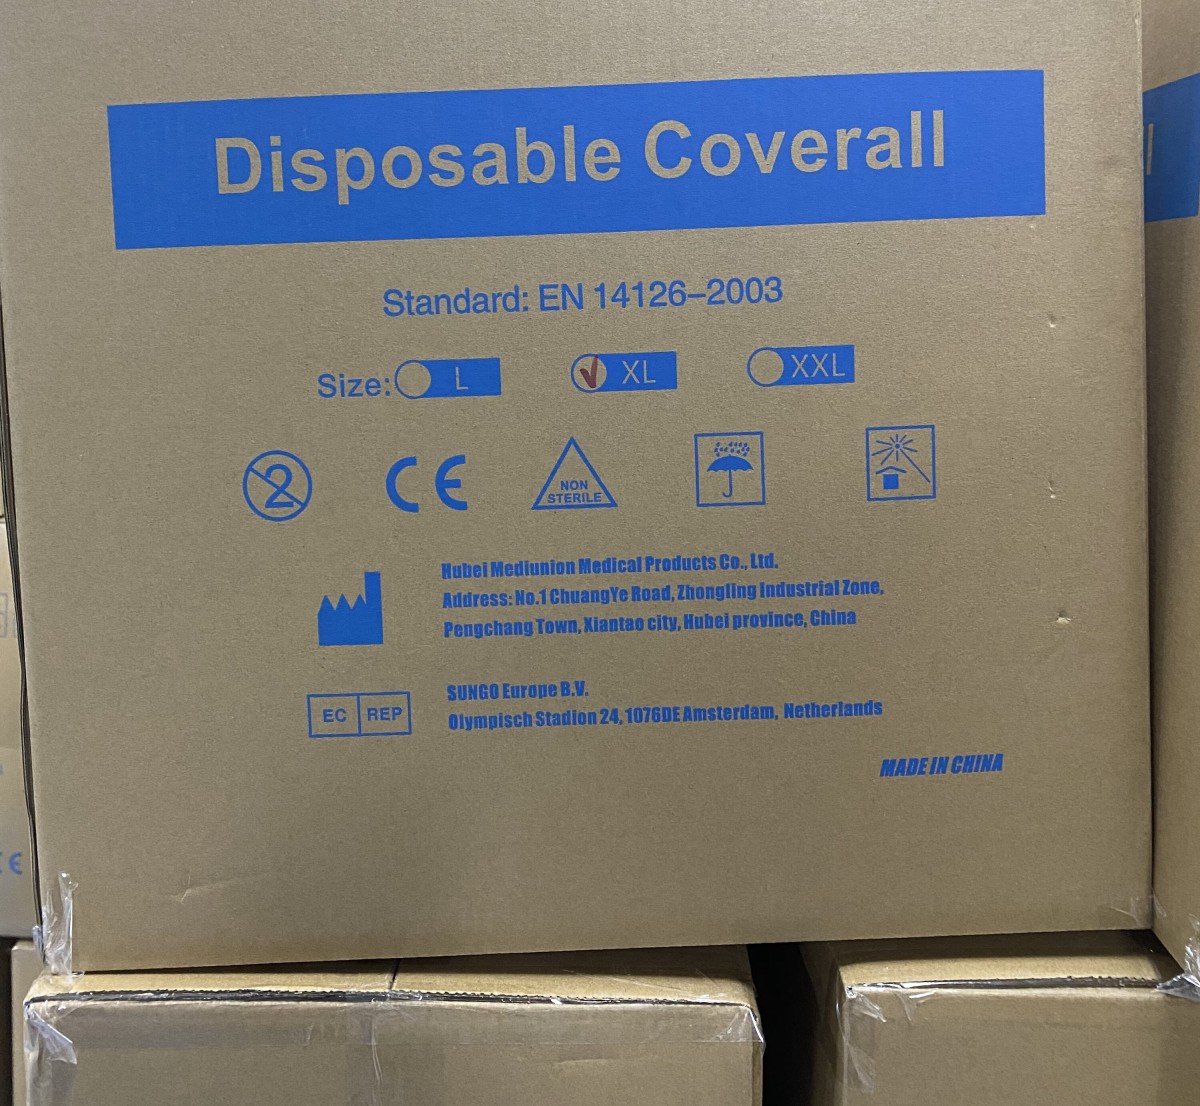 Disposable Coverall
Standard: EN 14126-2003
Size: L XL XXL
2 CE NON STERILE
Hubei Mediunion Medical Products Co., Ltd.
Address: No.1 ChuangYe Road, Zhongling Industrial Zone,
Pengchang Town, Xiantao city, Hubei province, China
EC REP
SUNGO Europe B.V.
Olympisch Stadion 24, 1076DE Amsterdam, Netherlands
MADE IN CHINA
CE